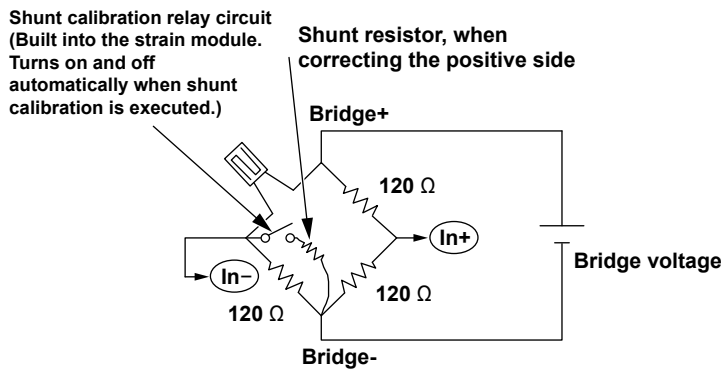 Shunt calibration relay circuit
(Built into the strain module.
Turns on and off
automatically when shunt
calibration is executed.)
Shunt resistor, when
correcting the positive side
Bridge+
120 Ω
In+
Bridge voltage
In−
120 Ω
120 Ω
Bridge-